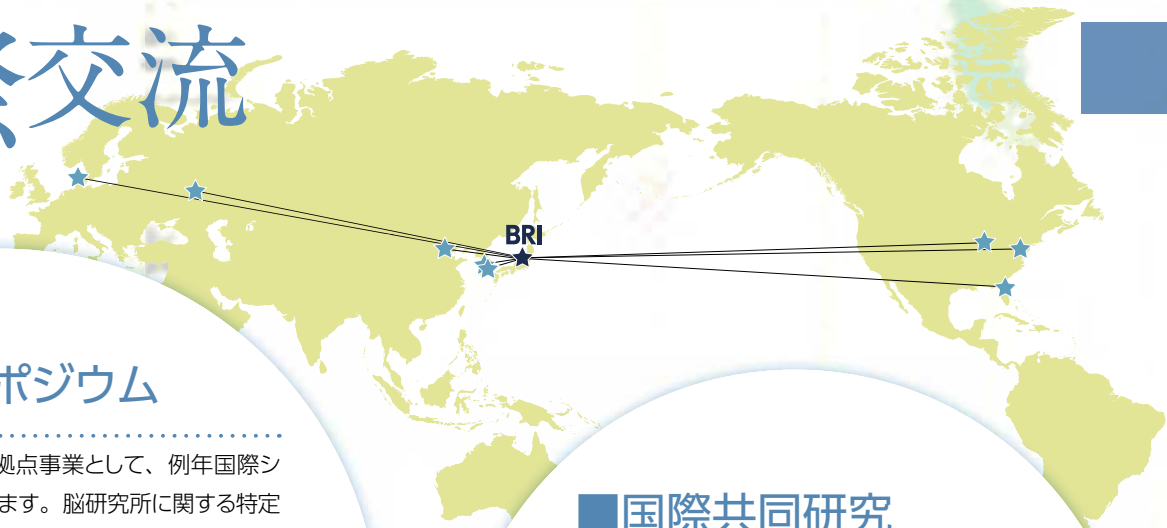 際交流
BRI
ポジウム
拠点事業として、例年国際シ
ます。脳研究所に関する特定
■国際共同研究